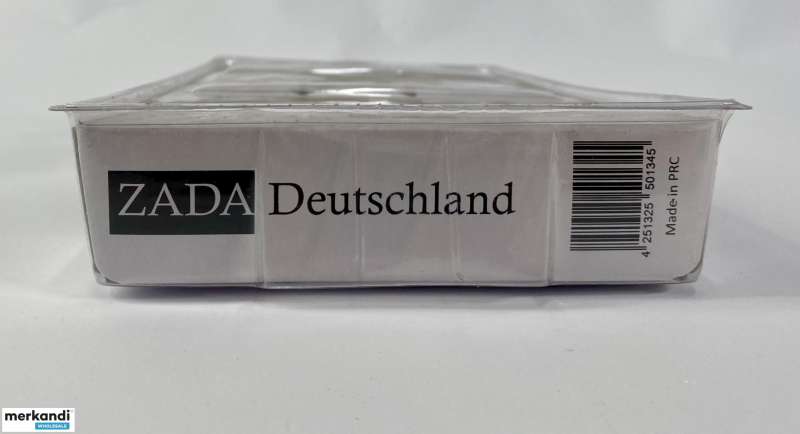 ZADA Deutschland
4 251325 501345
Made in PRC
merkandi
WHOLESALE